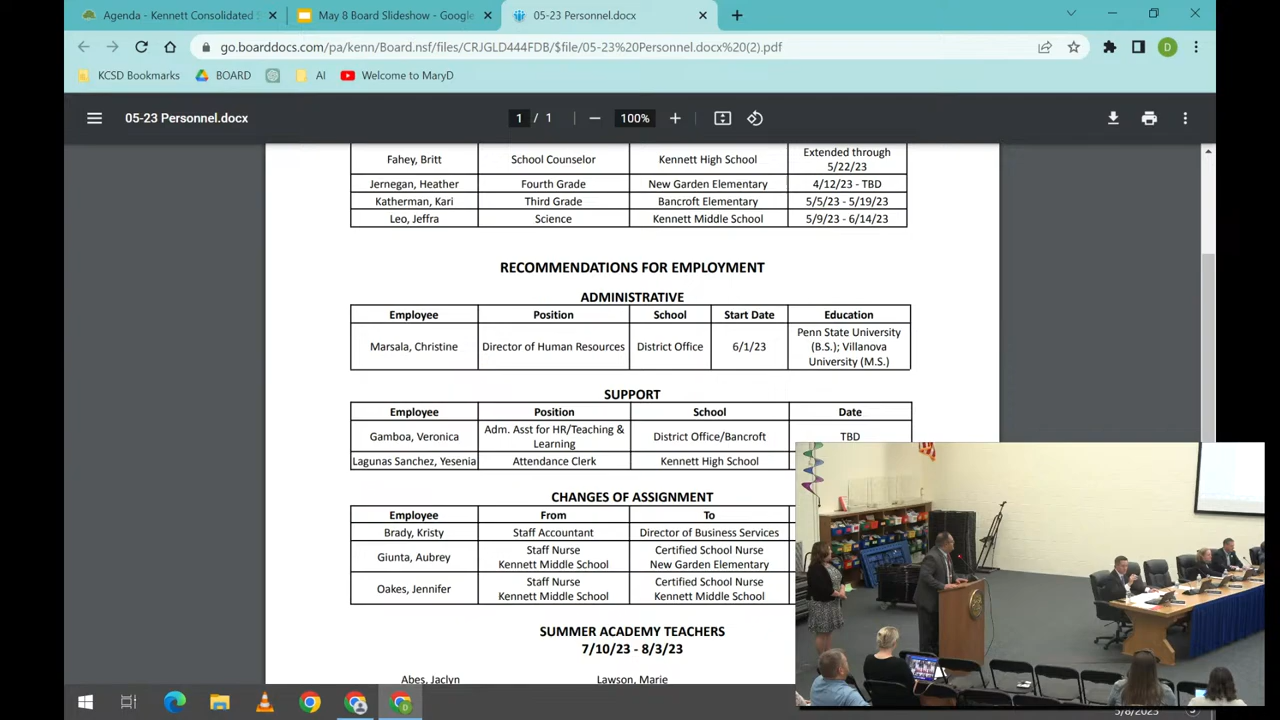 Agenda - Kennett Consolidated S
May 8 Board Slideshow - Google
05-23 Personnel.docx
go.boarddocs.com/pa/kenn/Board.nsf/files/CRJGLD444FDB/$file/05-23%20Personnel.docx%20(2).pdf
D
KCSD Bookmarks
BOARD
AI
Welcome to MaryD
05-23 Personnel.docx
1 / 1
100%
Fahey, Britt School Counselor Kennett High School Extended through
5/22/23
Jernegan, Heather Fourth Grade New Garden Elementary 4/12/23 - TBD
Katherman, Kari Third Grade Bancroft Elementary 5/5/23 - 5/19/23
Leo, Jeffra Science Kennett Middle School 5/9/23 - 6/14/23
RECOMMENDATIONS FOR EMPLOYMENT
ADMINISTRATIVE
Employee Position School Start Date Education
Marsala, Christine Director of Human Resources District Office 6/1/23 Penn State University
(B.S.); Villanova
University (M.S.)
SUPPORT
Employee Position School Date
Gamboa, Veronica Adm. Asst for HR/Teaching &
Learning District Office/Bancroft TBD
Lagunas Sanchez, Yesenia Attendance Clerk Kennett High School
CHANGES OF ASSIGNMENT
Employee From To
Brady, Kristy Staff Accountant Director of Business Services
Giunta, Aubrey Staff Nurse
Kennett Middle School Certified School Nurse
New Garden Elementary
Oakes, Jennifer Staff Nurse
Kennett Middle School Certified School Nurse
Kennett Middle School
SUMMER ACADEMY TEACHERS
7/10/23 - 8/3/23
Abes, Jaclyn Lawson, Marie
5/8/2023